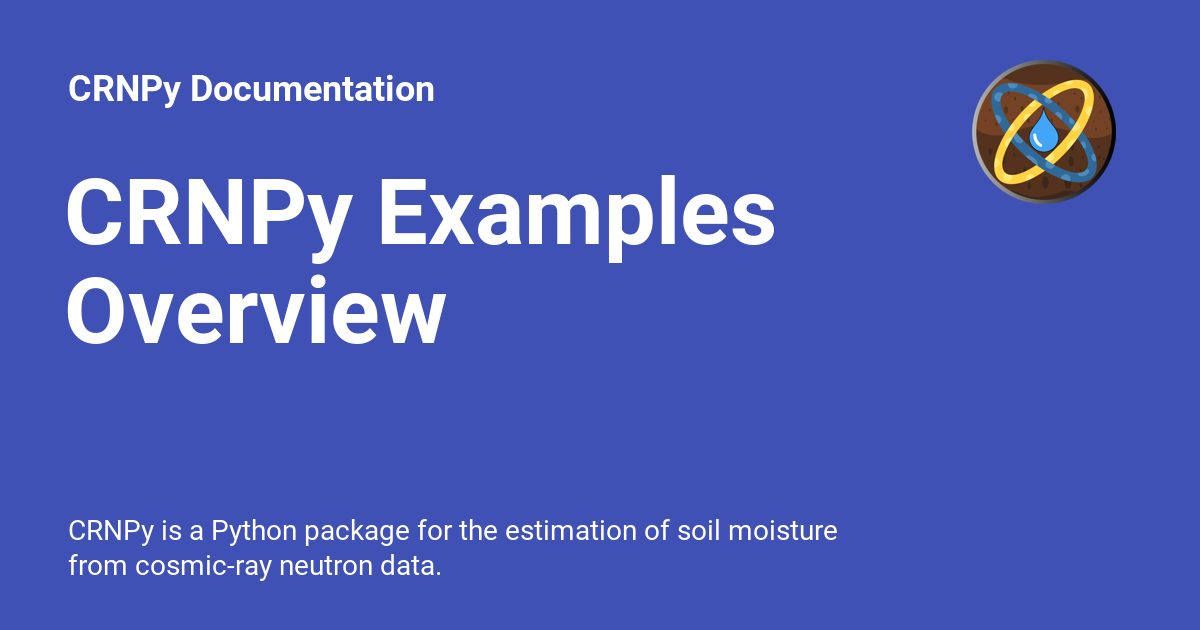 CRNPy Documentation
CRNPy Examples
Overview
CRNPy is a Python package for the estimation of soil moisture
from cosmic-ray neutron data.